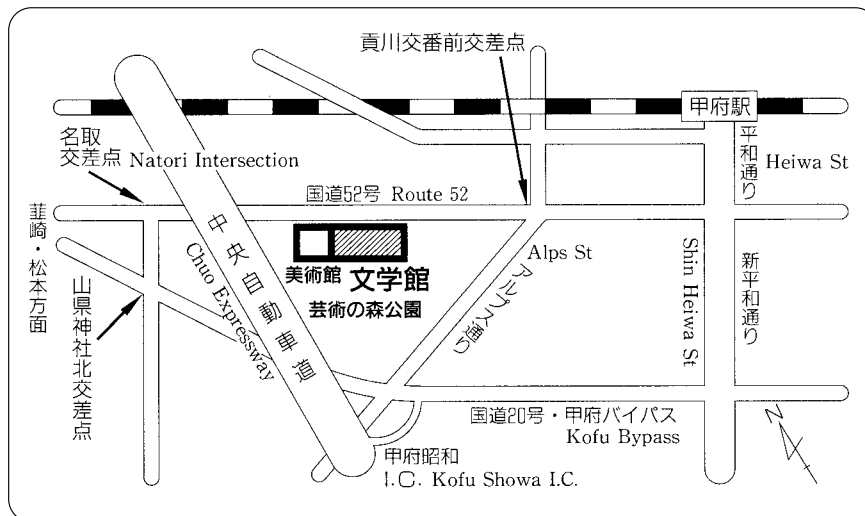 貢川交番前交差点
甲府駅
名取
交差点 Natori Intersection
平和通り
Heiwa St
国道52号 Route 52
韮崎・松本方面
中央自動車道
Chuo Expressway
美術館 文学館
芸術の森公園
Alps St
アルプス通り
Shin Heiwa St
新平和通り
山県神社北交差点
国道20号・甲府バイパス
Kofu Bypass
甲府昭和
I.C. Kofu Showa I.C.
N